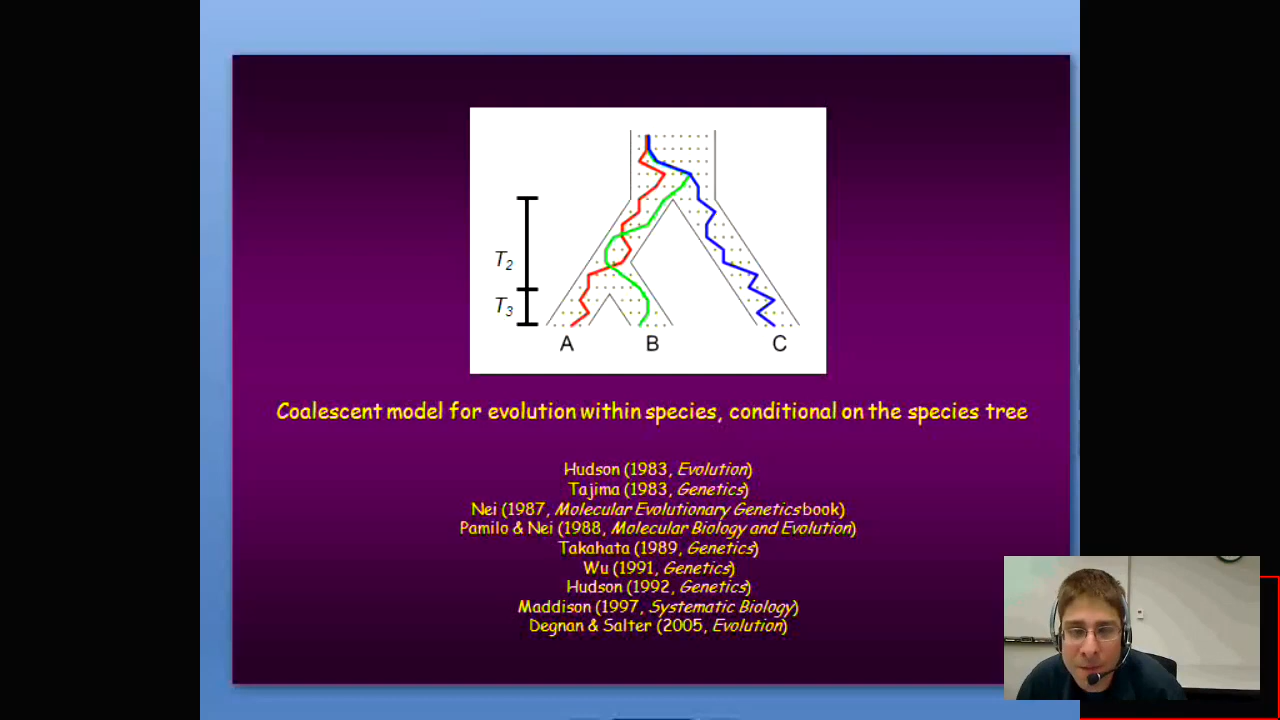 T2
T3
A B C
Coalescent model for evolution within species, conditional on the species tree
Hudson (1983, Evolution)
Tajima (1983, Genetics)
Nei (1987, Molecular Evolutionary Genetics book)
Pamilo & Nei (1988, Molecular Biology and Evolution)
Takahata (1989, Genetics)
Wu (1991, Genetics)
Hudson (1992, Genetics)
Maddison (1997, Systematic Biology)
Degnan & Salter (2005, Evolution)